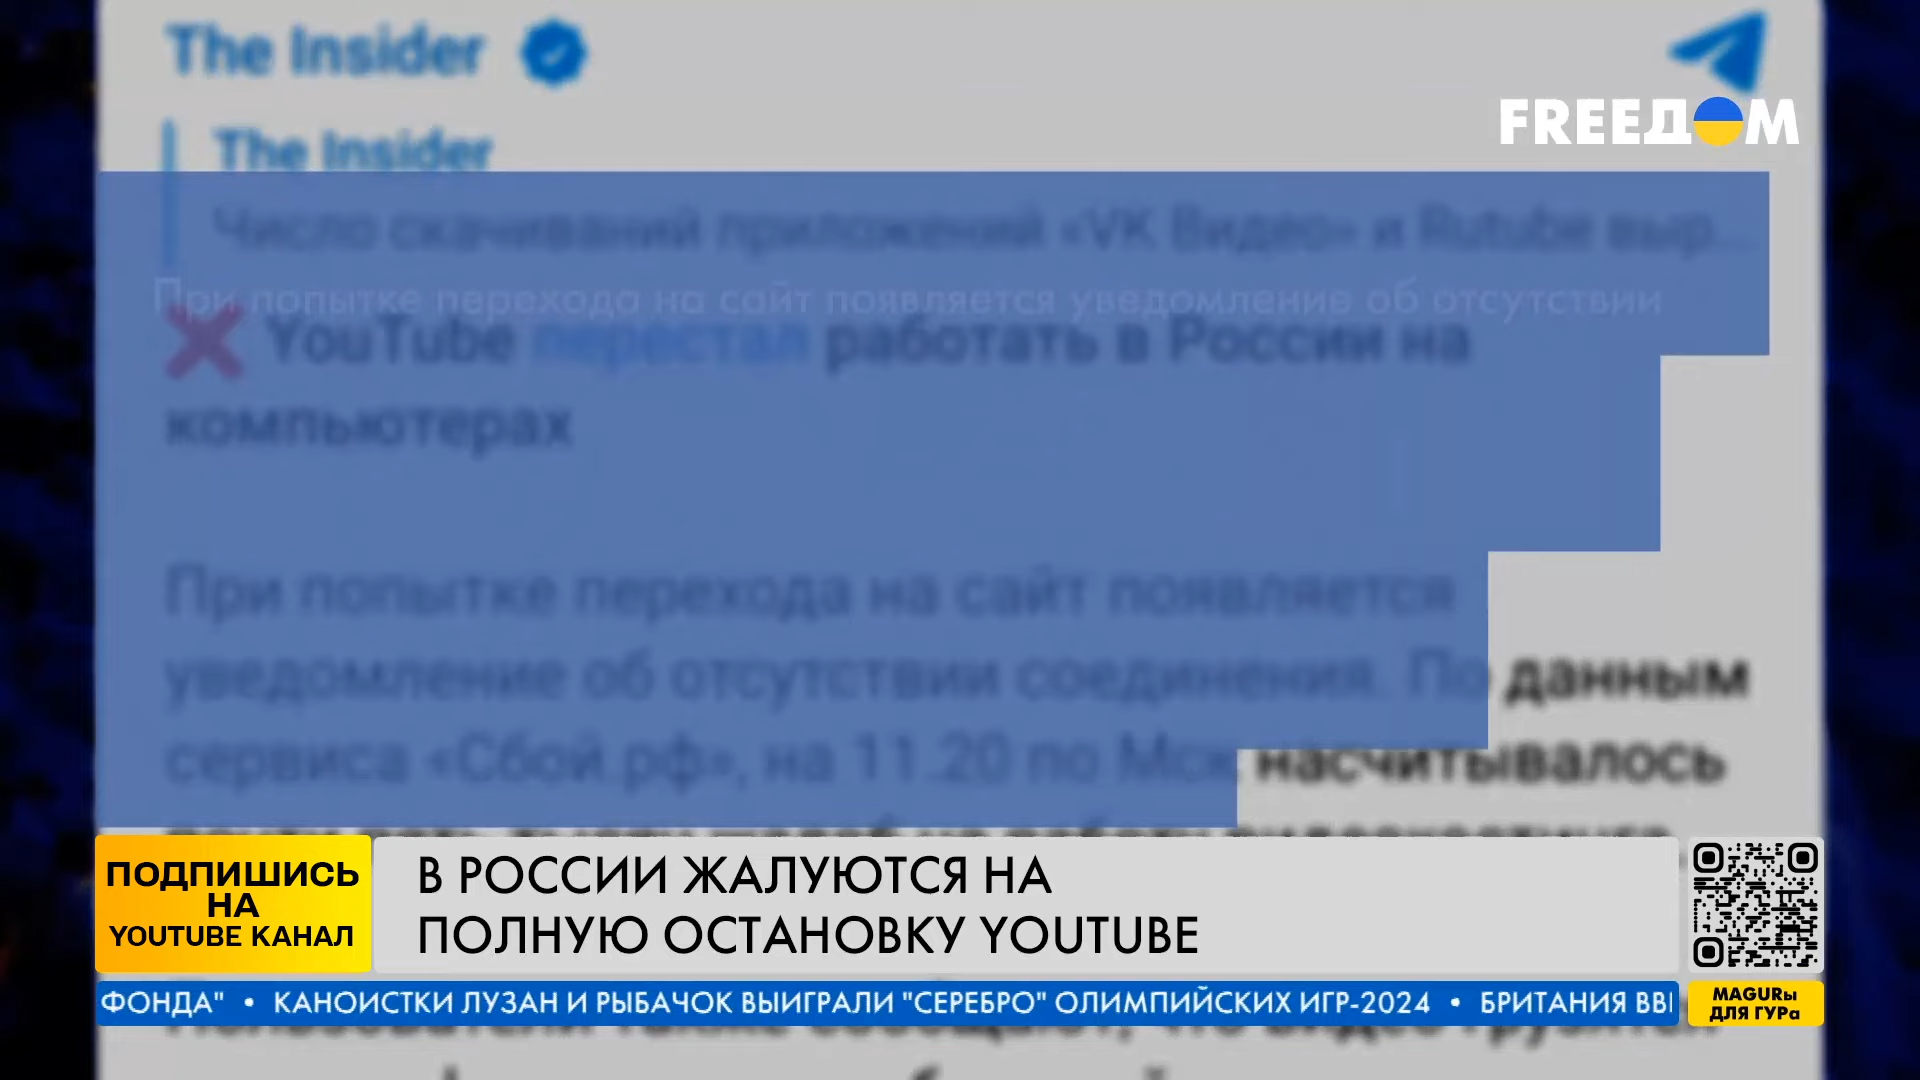 The Insider
FREEДOM
The Insider
Число скачиваний приложений «VK Видео» и Rutube выр...
При попытке перехода на сайт появляется уведомление об отсутствии
YouTube перестал работать в России на
компьютерах
При попытке перехода на сайт появляется
уведомление об отсутствии соединения. По данным
сервиса «Сбой.рф», на 11.20 по Мск насчитывалось
ПОДПИШИСЬ
НА
YOUTUBE КАНАЛ
В РОССИИ ЖАЛУЮТСЯ НА
ПОЛНУЮ ОСТАНОВКУ YOUTUBE
ФОНДА" • КАНОИСТКИ ЛУЗАН И РЫБАЧОК ВЫИГРАЛИ "СЕРЕБРО" ОЛИМПИЙСКИХ ИГР-2024 • БРИТАНИЯ ВВ
MAGURы
ДЛЯ ГУРа